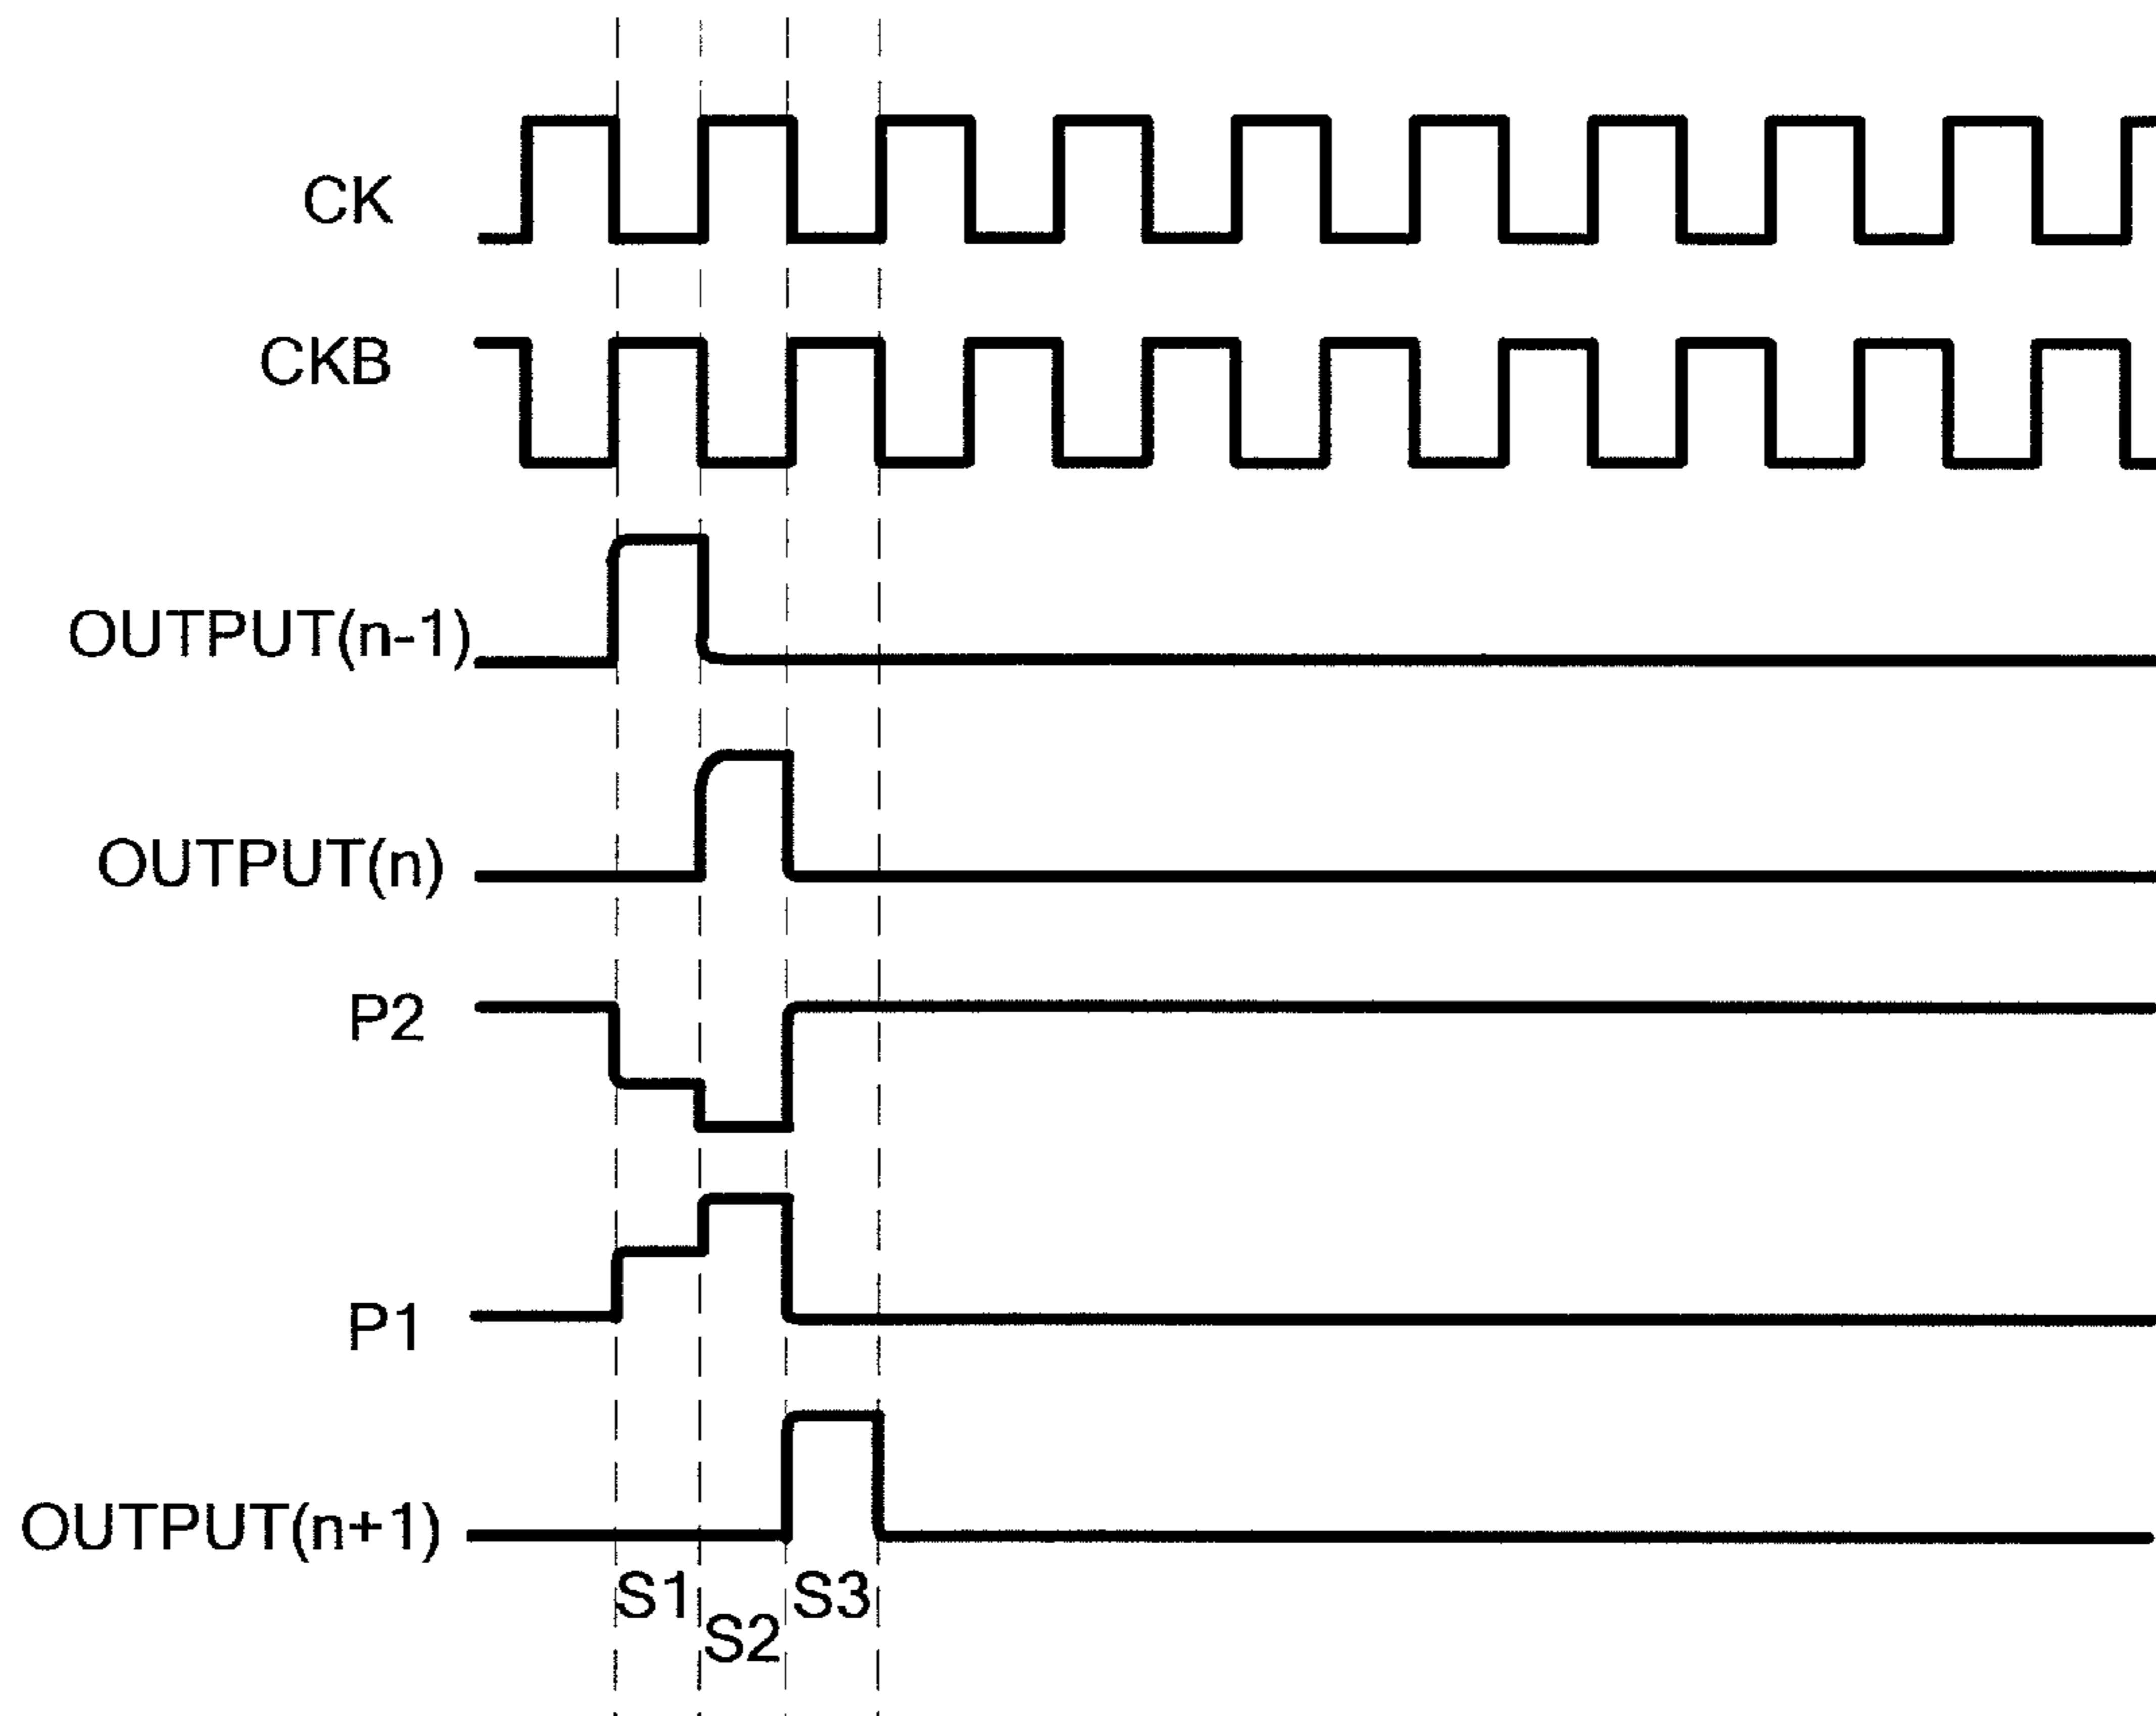 CK
CKB
OUTPUT(n-1)
OUTPUT(n)
P2
P1
OUTPUT(n+1)
S1
S2
S3